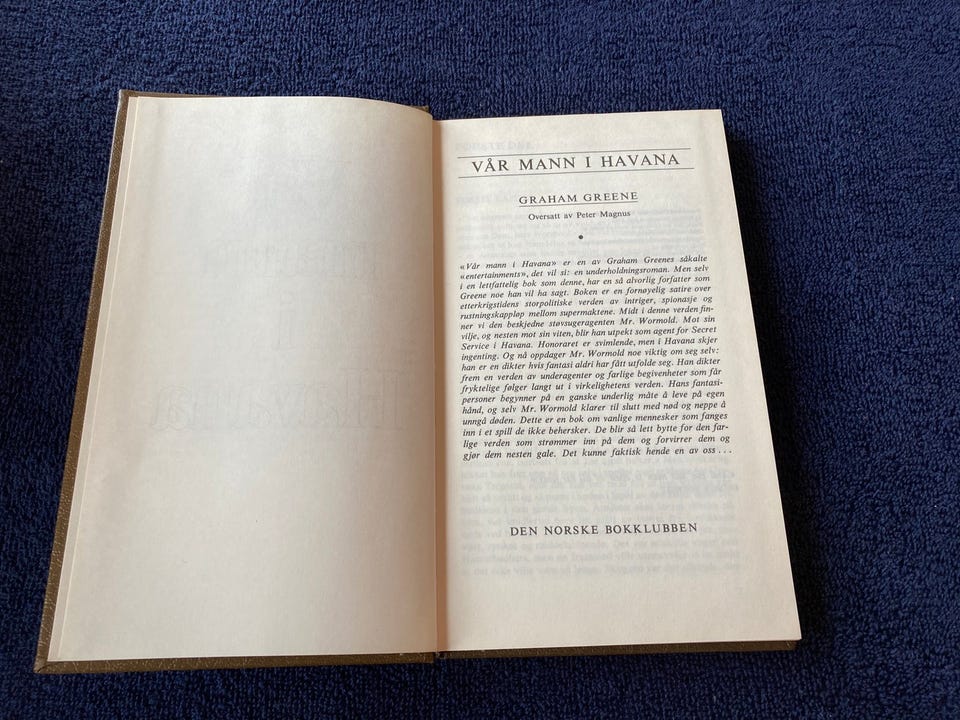 VÅR MANN I HAVANA
GRAHAM GREENE
Oversatt av Peter Magnus
«Vår mann i Havana» er en av Graham Greenes såkalte
«entertainments», det vil si: en underholdningsroman. Men selv
i en lettfattelig bok som denne, har en så alvorlig forfatter som
Greene noe han vil ha sagt. Boken er en fornøyelig satire over
etterkrigstidens storpolitiske verden av intriger, spionasje og
rustningskappløp mellom supermaktene. Midt i denne verden fin-
ner vi den beskjedne støvsugeragenten Mr. Wormold. Mot sin
vilje, og nesten mot sin viten, blir han utpekt som agent for Secret
Service i Havana. Honoraret er svimlende, men i Havana skjer
ingenting. Og nå oppdager Mr. Wormold noe viktig om seg selv:
han er en dikter hvis fantasi aldri har fått utfolde seg. Han dikter
frem en verden av underagenter og farlige begivenheter som får
fryktelige følger langt ut i virkelighetens verden. Hans fantasi-
personer begynner på en ganske underlig måte å leve på egen
hånd, og selv Mr. Wormold klarer til slutt med nød og neppe å
unngå døden. Dette er en bok om vanlige mennesker som fanges
inn i et spill de ikke behersker. De blir så lett bytte for den far-
lige verden som strømmer inn på dem og forvirrer dem og
gjør dem nesten gale. Det kunne faktisk hende en av oss . . .
DEN NORSKE BOKKLUBBEN